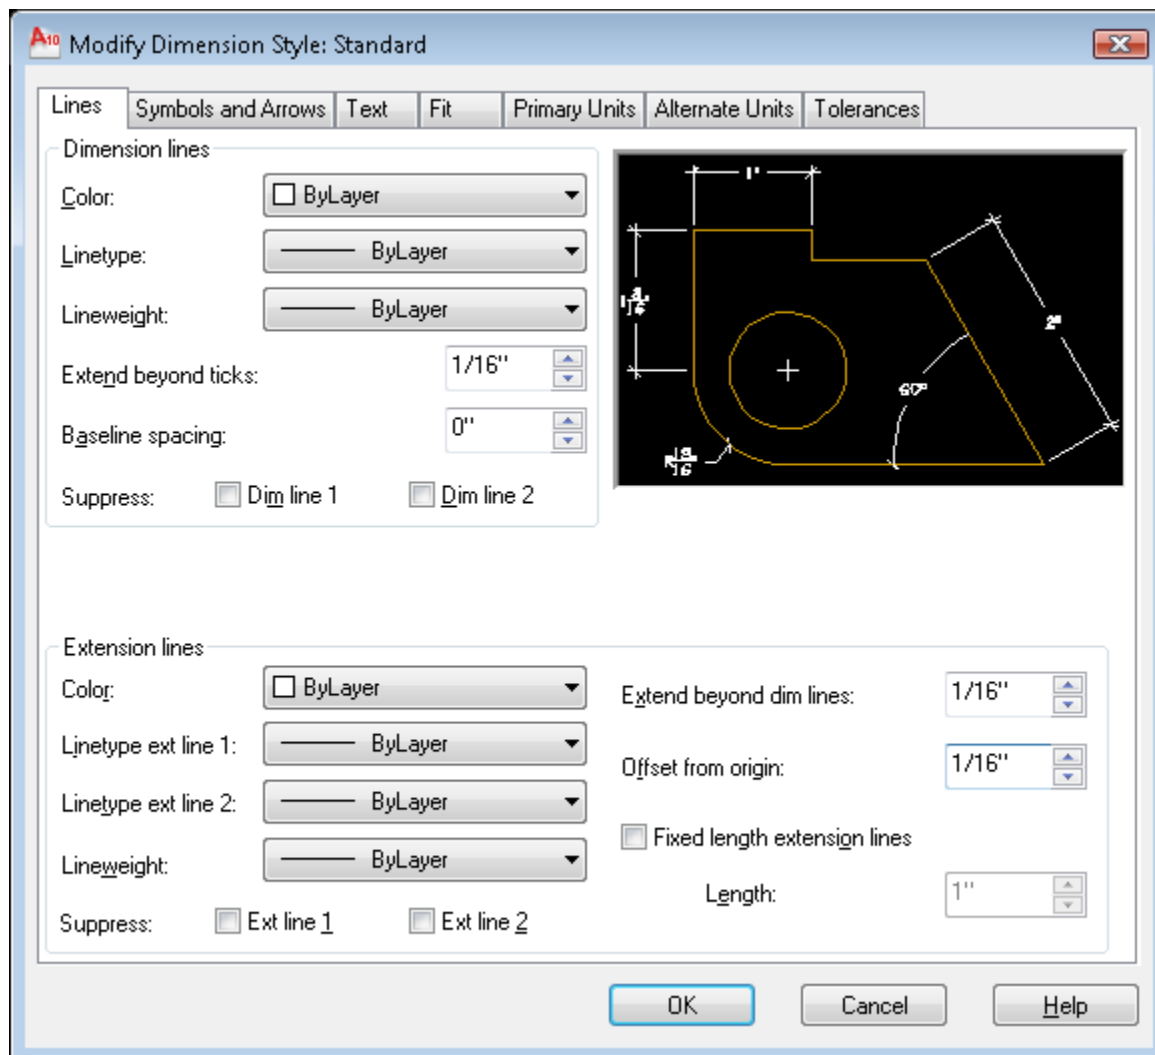 A10 Modify Dimension Style: Standard
Lines Symbols and Arrows Text Fit Primary Units Alternate Units Tolerances
Dimension lines
Color: ByLayer
Linetype: ByLayer
Lineweight: ByLayer
Extend beyond ticks: 1/16"
Baseline spacing: 0"
Suppress: Dim line 1 Dim line 2
1"
2"
60°
Extension lines
Color: ByLayer
Linetype ext line 1: ByLayer
Linetype ext line 2: ByLayer
Lineweight: ByLayer
Suppress: Ext line 1 Ext line 2
Extend beyond dim lines: 1/16"
Offset from origin: 1/16"
Fixed length extension lines
Length: 1"
OK Cancel Help